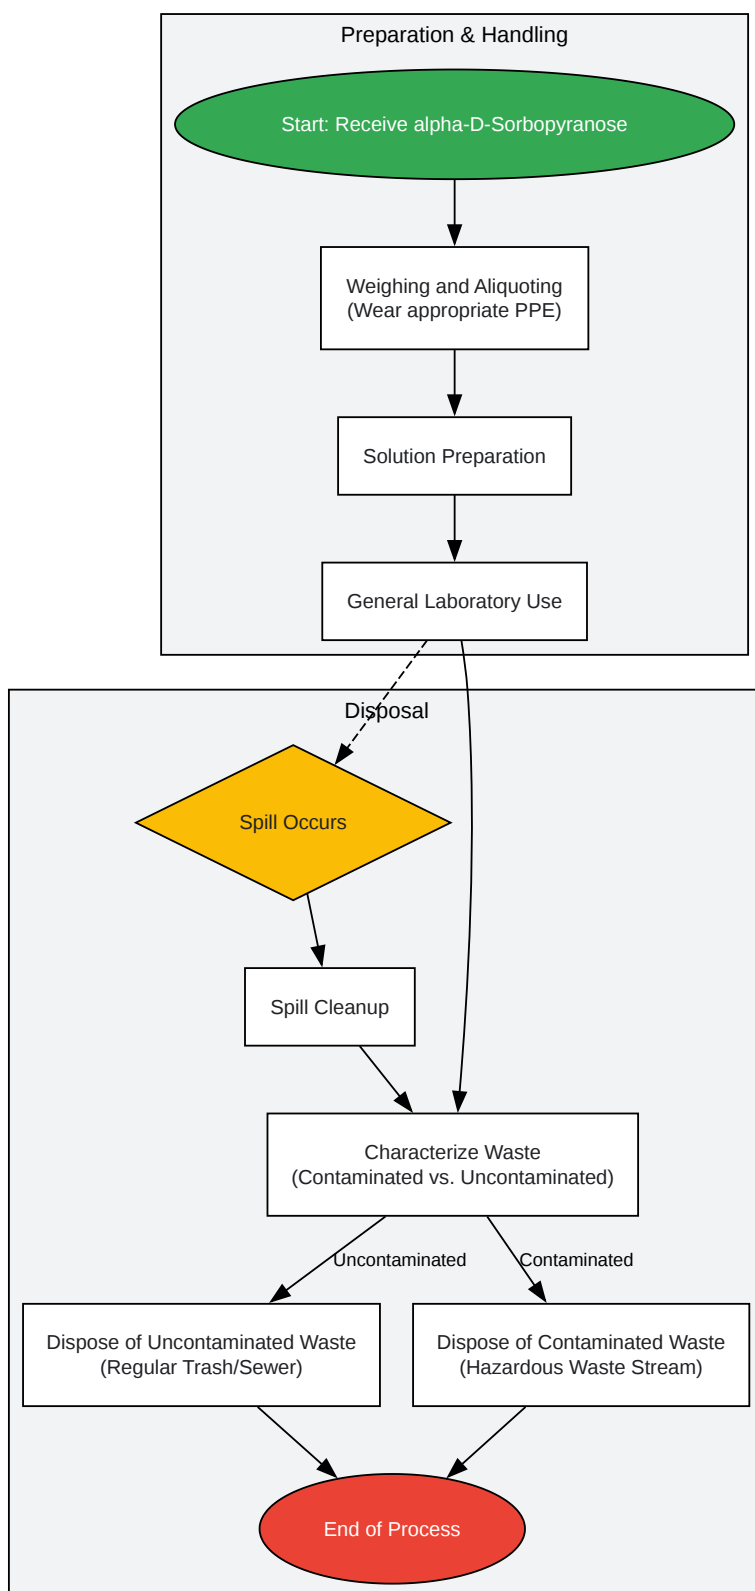 Preparation & Handling
Start: Receive alpha-D-Sorbopyranose
Weighing and Aliquoting
(Wear appropriate PPE)
Solution Preparation
General Laboratory Use
Disposal
Spill Occurs
Spill Cleanup
Characterize Waste
(Contaminated vs. Uncontaminated)
Uncontaminated
Contaminated
Dispose of Uncontaminated Waste
(Regular Trash/Sewer)
Dispose of Contaminated Waste
(Hazardous Waste Stream)
End of Process